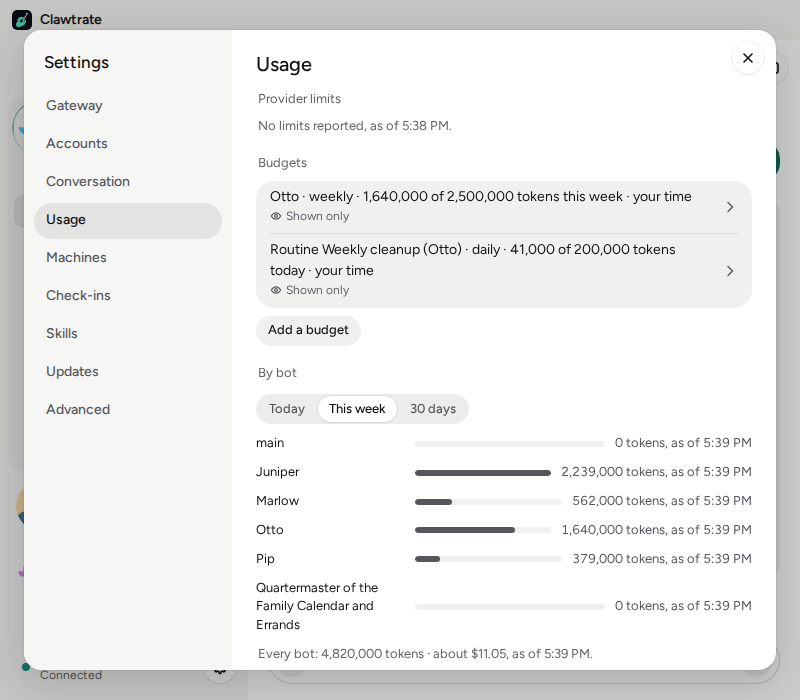 Clawtrate
Settings
Gateway
Accounts
Conversation
Usage
Machines
Check-ins
Skills
Updates
Advanced
Usage
Provider limits
No limits reported, as of 5:38 PM.
Budgets
Otto · weekly · 1,640,000 of 2,500,000 tokens this week · your time
Shown only
Routine Weekly cleanup (Otto) · daily · 41,000 of 200,000 tokens
today · your time
Shown only
Add a budget
By bot
Today This week 30 days
main 0 tokens, as of 5:39 PM
Juniper 2,239,000 tokens, as of 5:39 PM
Marlow 562,000 tokens, as of 5:39 PM
Otto 1,640,000 tokens, as of 5:39 PM
Pip 379,000 tokens, as of 5:39 PM
Quartermaster of the
Family Calendar and 0 tokens, as of 5:39 PM
Errands
Every bot: 4,820,000 tokens · about $11.05, as of 5:39 PM.
Connected